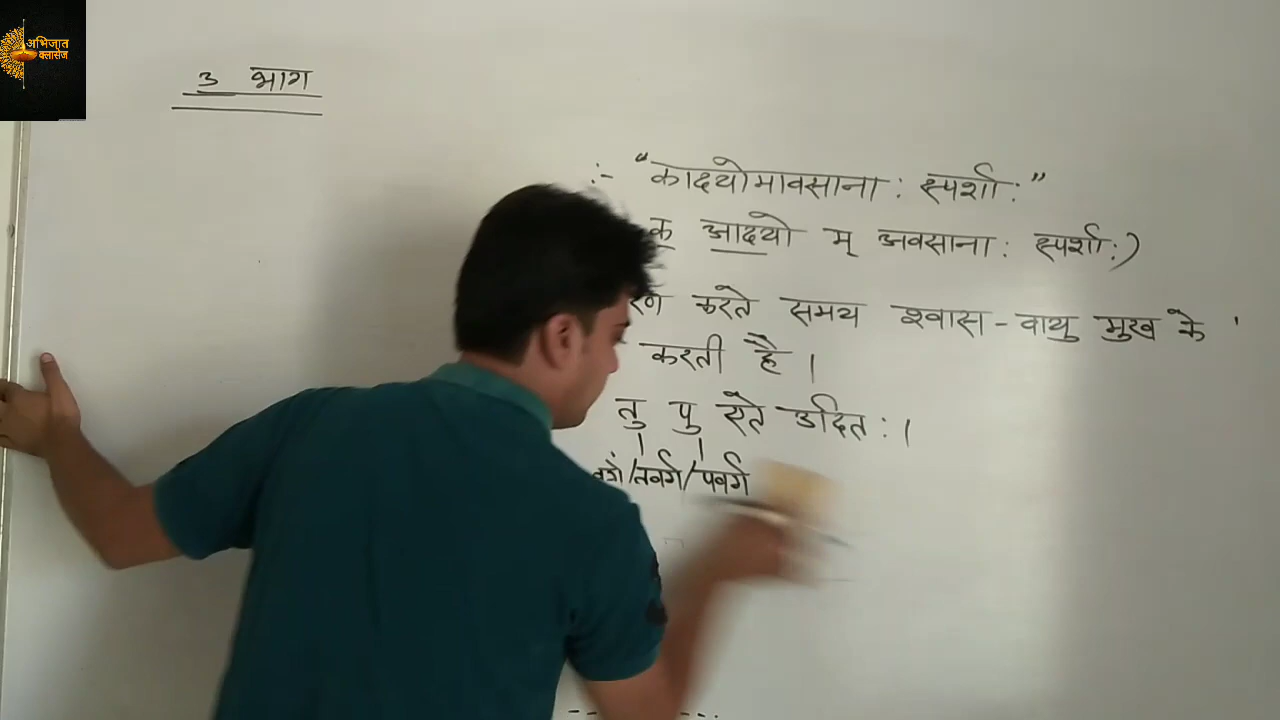 अभिजात
क्लासेज
3 भाग
:- "कादयोमावसाना: स्पर्शा:"
क् आदयो म् अवसाना: स्पर्शा:)
करते समय श्वास-वायु मुख के
करती है ।
तु पु एते उदित: ।
/तवर्ग/पवर्ग